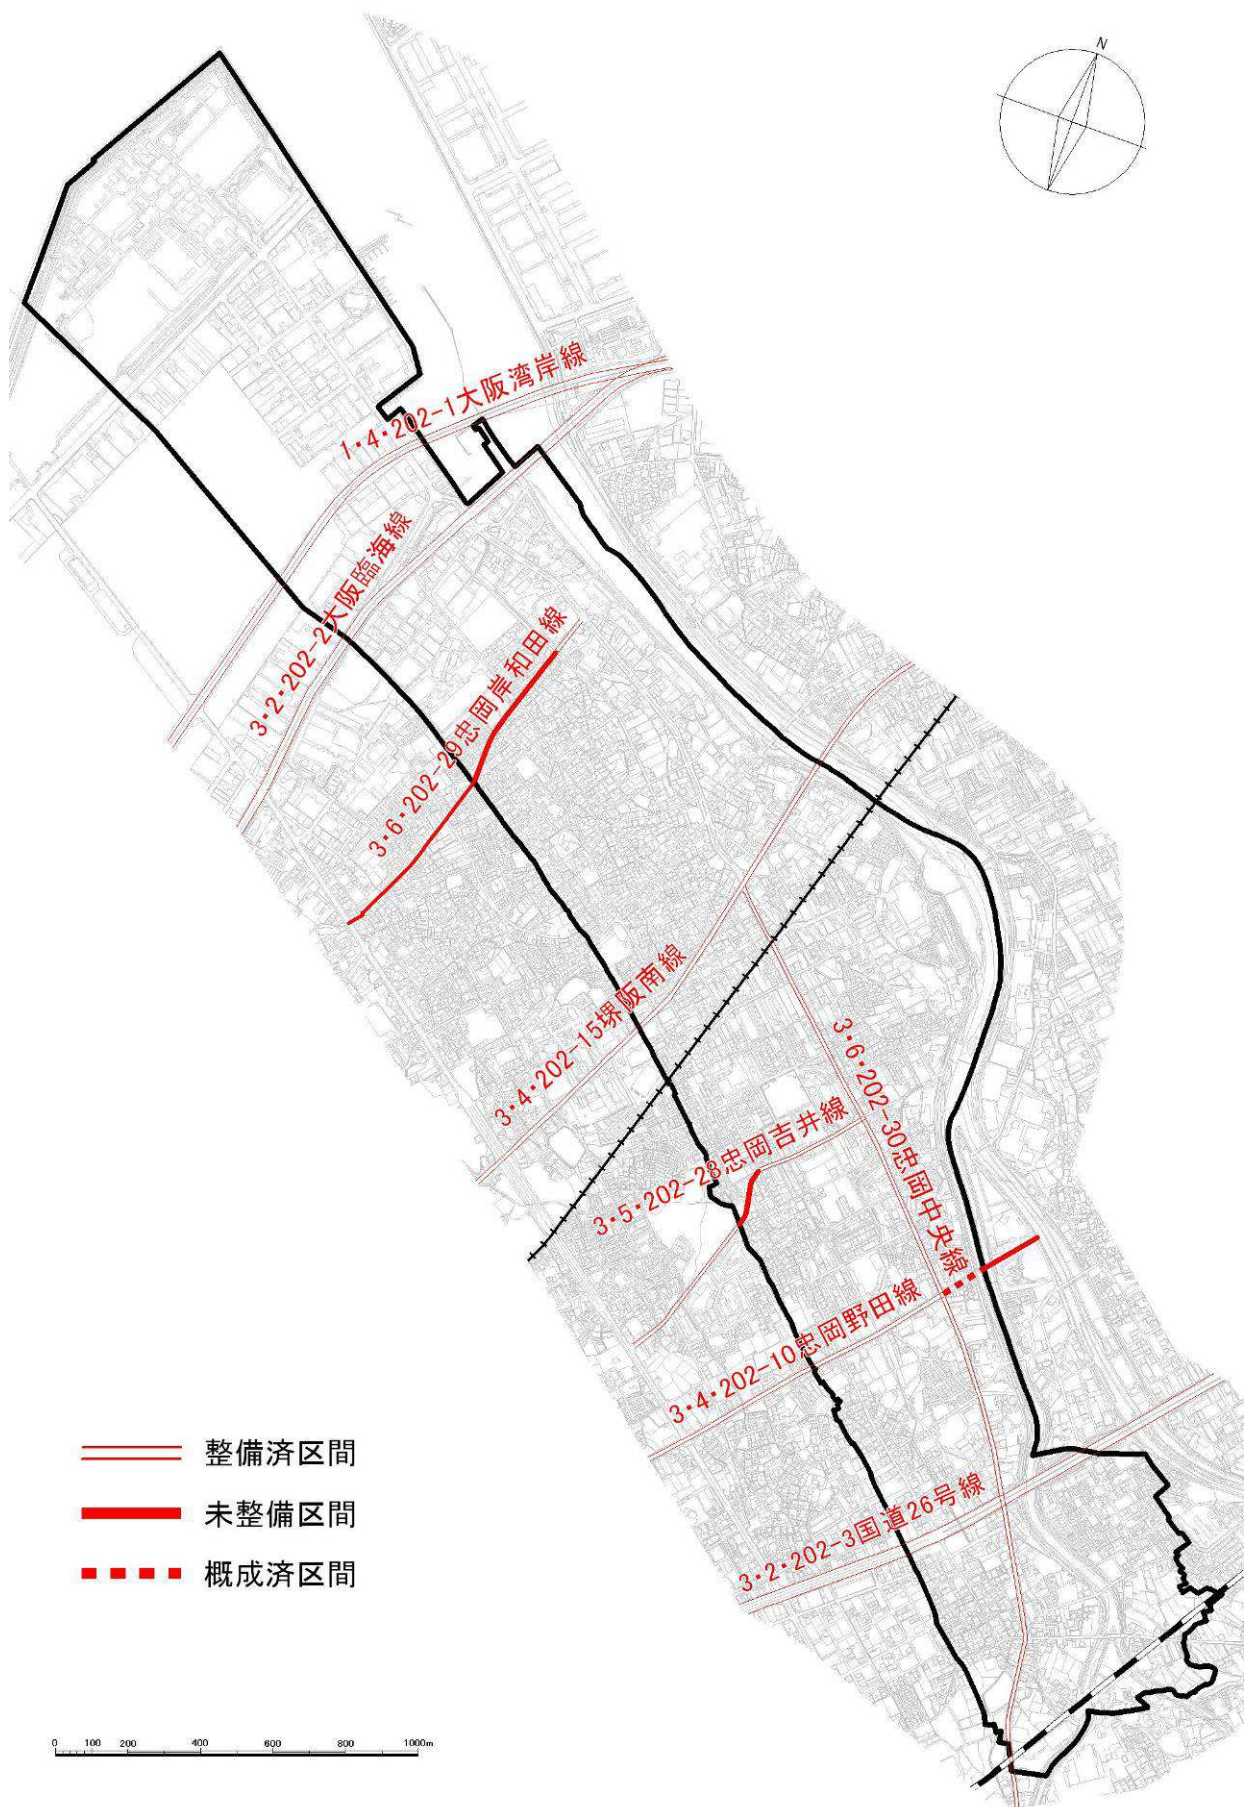 N
1・4・202-1大阪湾岸線
3・2・202-2大阪臨海線
3・6・202-29忠岡岸和田線
3・4・202-15堺阪南線
3・6・202-30忠岡中央線
3・5・202-28忠岡吉井線
3・4・202-10忠岡野田線
3・2・202-3国道26号線
整備済区間
未整備区間
概成済区間
0 100 200 400 600 800 1000m